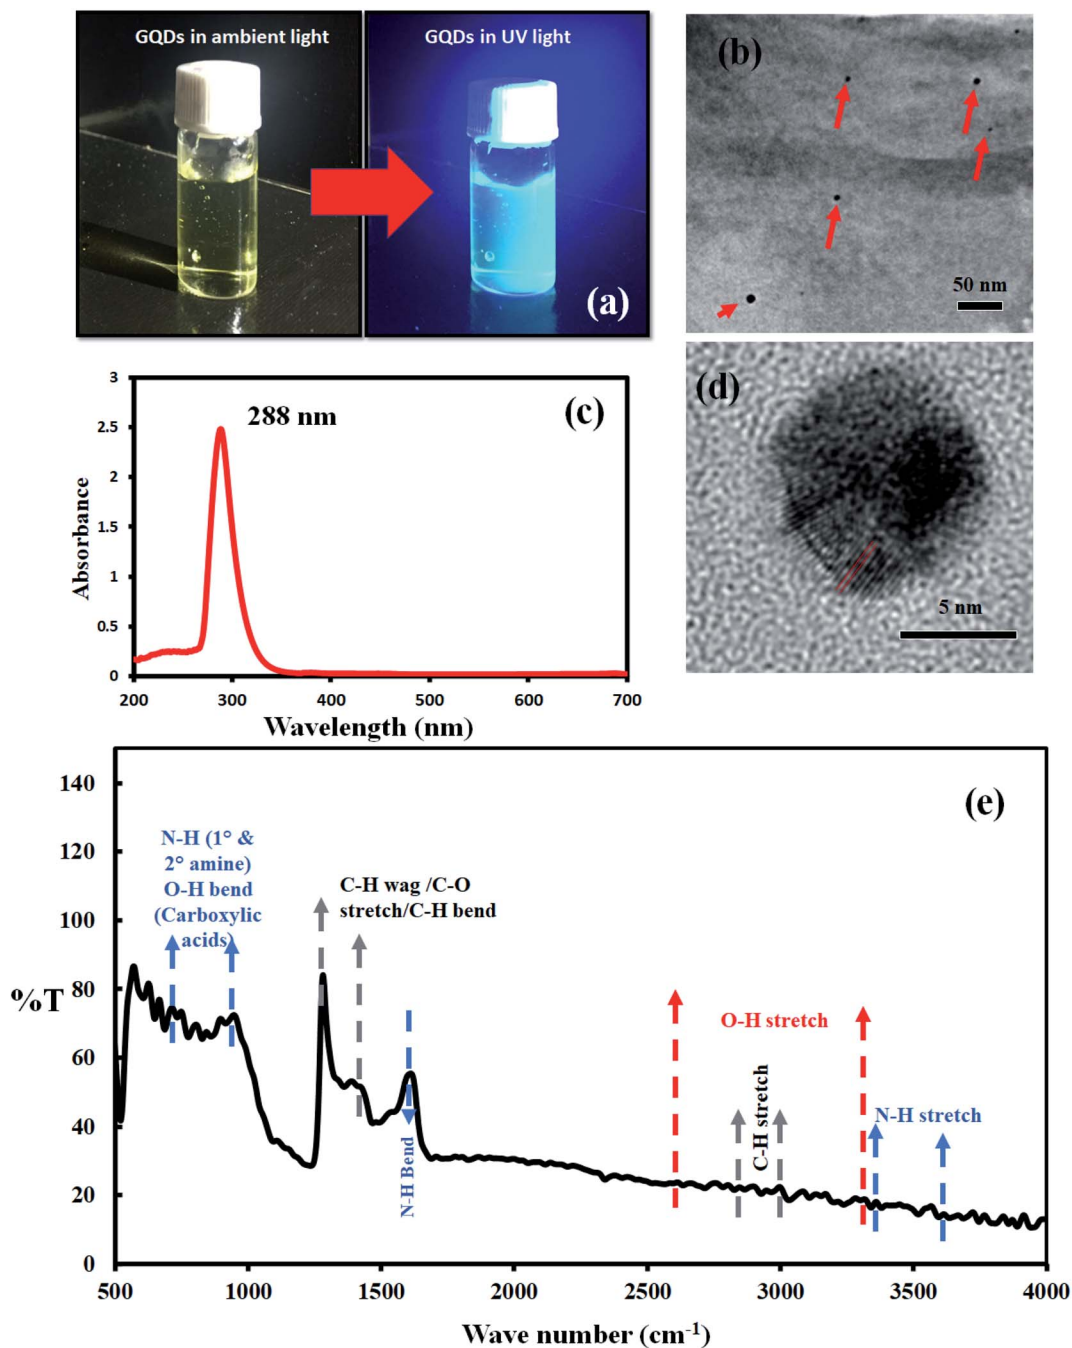 GQDs in ambient light
GQDs in UV light
(a)
(b)
50 nm
3
2.5
2
1.5
1
0.5
0
288 nm
(c)
Absorbance
200
300
400
500
600
700
Wavelength (nm)
(d)
5 nm
140
120
100
80
60
40
20
0
%T
(e)
N-H (1° &
2° amine)
O-H bend
(Carboxylic
acids)
C-H wag /C-O
stretch/C-H bend
N-H Bend
O-H stretch
C-H stretch
N-H stretch
500
1000
1500
2000
2500
3000
3500
4000
Wave number (cm⁻¹)